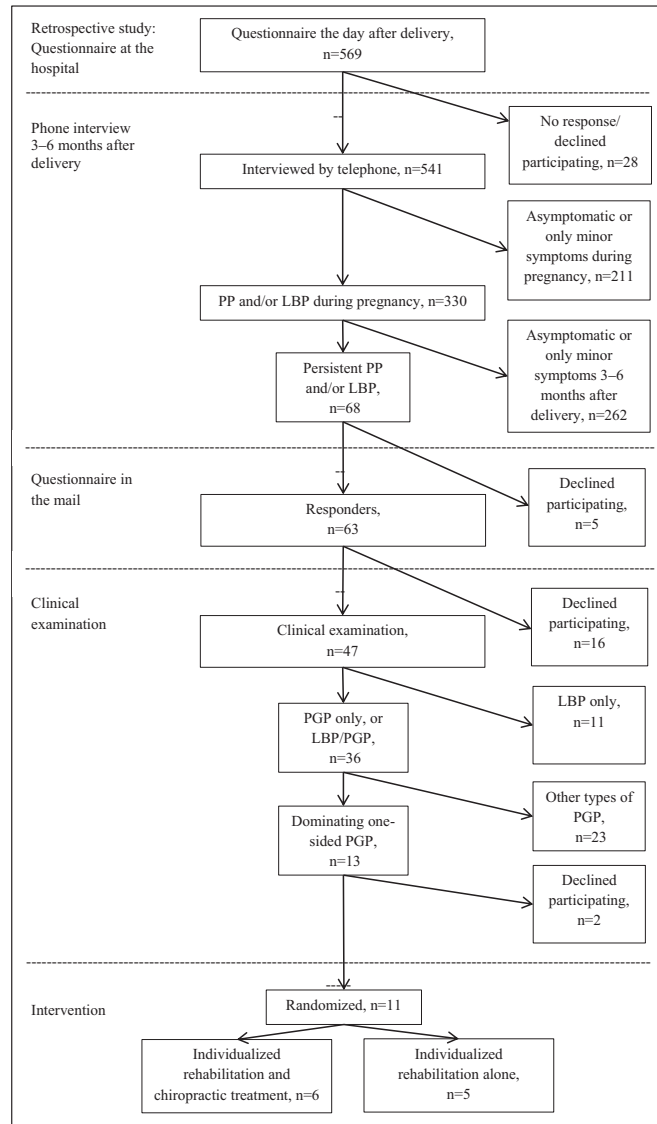 Retrospective study:
Questionnaire at the
hospital
Questionnaire the day after delivery,
n=569
Phone interview
3–6 months after
delivery
No response/
declined
participating, n=28
Interviewed by telephone, n=541
Asymptomatic or
only minor
symptoms during
pregnancy, n=211
PP and/or LBP during pregnancy, n=330
Asymptomatic or
only minor
symptoms 3–6
months after
delivery, n=262
Persistent PP
and/or LBP,
n=68
Questionnaire in
the mail
Declined
participating,
n=5
Responders,
n=63
Clinical
examination
Declined
participating,
n=16
Clinical examination,
n=47
LBP only,
n=11
PGP only, or
LBP/PGP,
n=36
Other types of
PGP,
n=23
Dominating one-
sided PGP,
n=13
Declined
participating,
n=2
Intervention
Randomized, n=11
Individualized
rehabilitation and
chiropractic treatment, n=6
Individualized
rehabilitation alone,
n=5